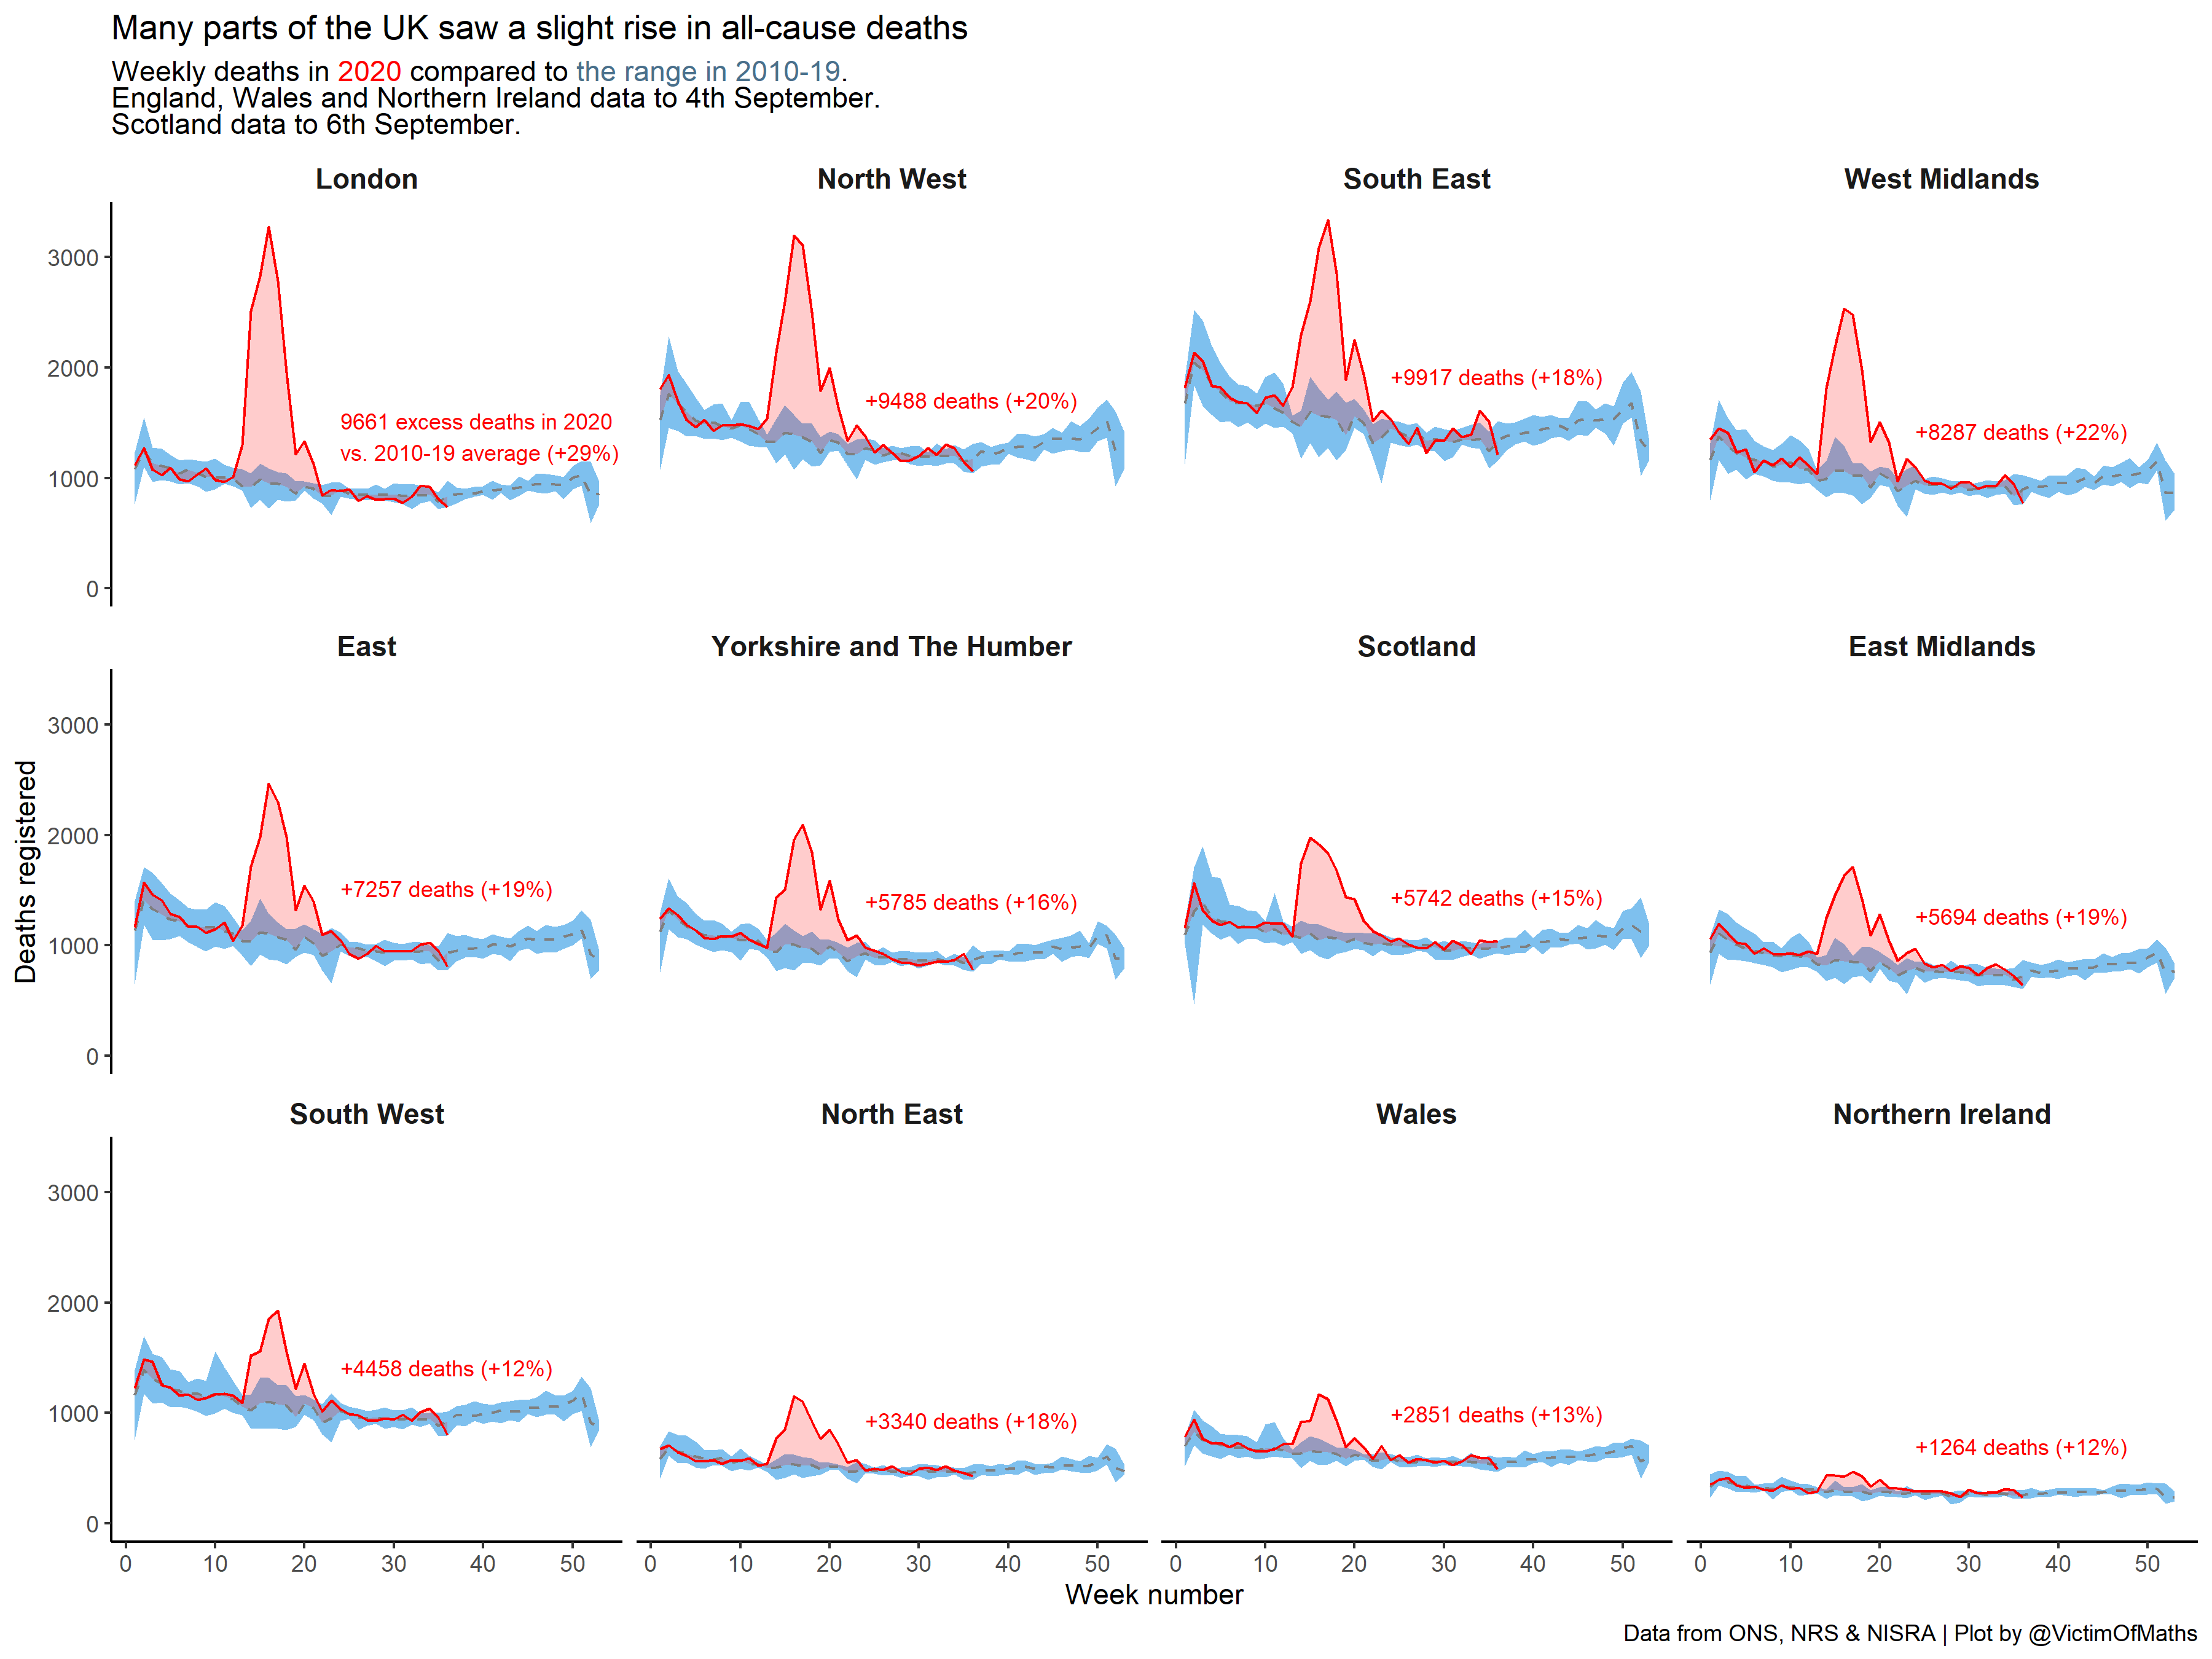 Many parts of the UK saw a slight rise in all-cause deaths
Weekly deaths in 2020 compared to the range in 2010-19.
England, Wales and Northern Ireland data to 4th September.
Scotland data to 6th September.
London
North West
South East
West Midlands
3000
2000
1000
0
9661 excess deaths in 2020
vs. 2010-19 average (+29%)
+9488 deaths (+20%)
+9917 deaths (+18%)
+8287 deaths (+22%)
East
Yorkshire and The Humber
Scotland
East Midlands
Deaths registered
3000
2000
1000
0
+7257 deaths (+19%)
+5785 deaths (+16%)
+5742 deaths (+15%)
+5694 deaths (+19%)
South West
North East
Wales
Northern Ireland
3000
2000
1000
0
+4458 deaths (+12%)
+3340 deaths (+18%)
+2851 deaths (+13%)
+1264 deaths (+12%)
0 10 20 30 40 50
0 10 20 30 40 50
0 10 20 30 40 50
0 10 20 30 40 50
Week number
Data from ONS, NRS & NISRA | Plot by @VictimOfMaths